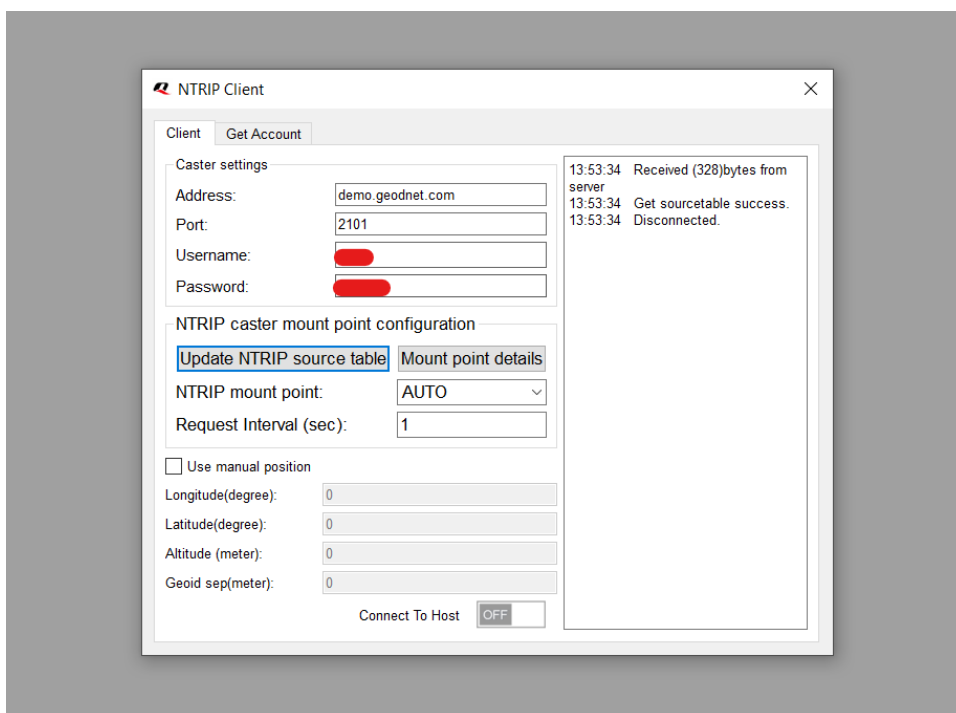 NTRIP Client
Client
Get Account
Caster settings
Address:
demo.geodnet.com
Port:
2101
Username:
Password:
NTRIP caster mount point configuration
Update NTRIP source table
Mount point details
NTRIP mount point:
AUTO
Request Interval (sec):
1
Use manual position
Longitude(degree):
0
Latitude(degree):
0
Altitude (meter):
0
Geoid sep(meter):
0
Connect To Host
OFF
13:53:34 Received (328)bytes from
server
13:53:34 Get sourcetable success.
13:53:34 Disconnected.